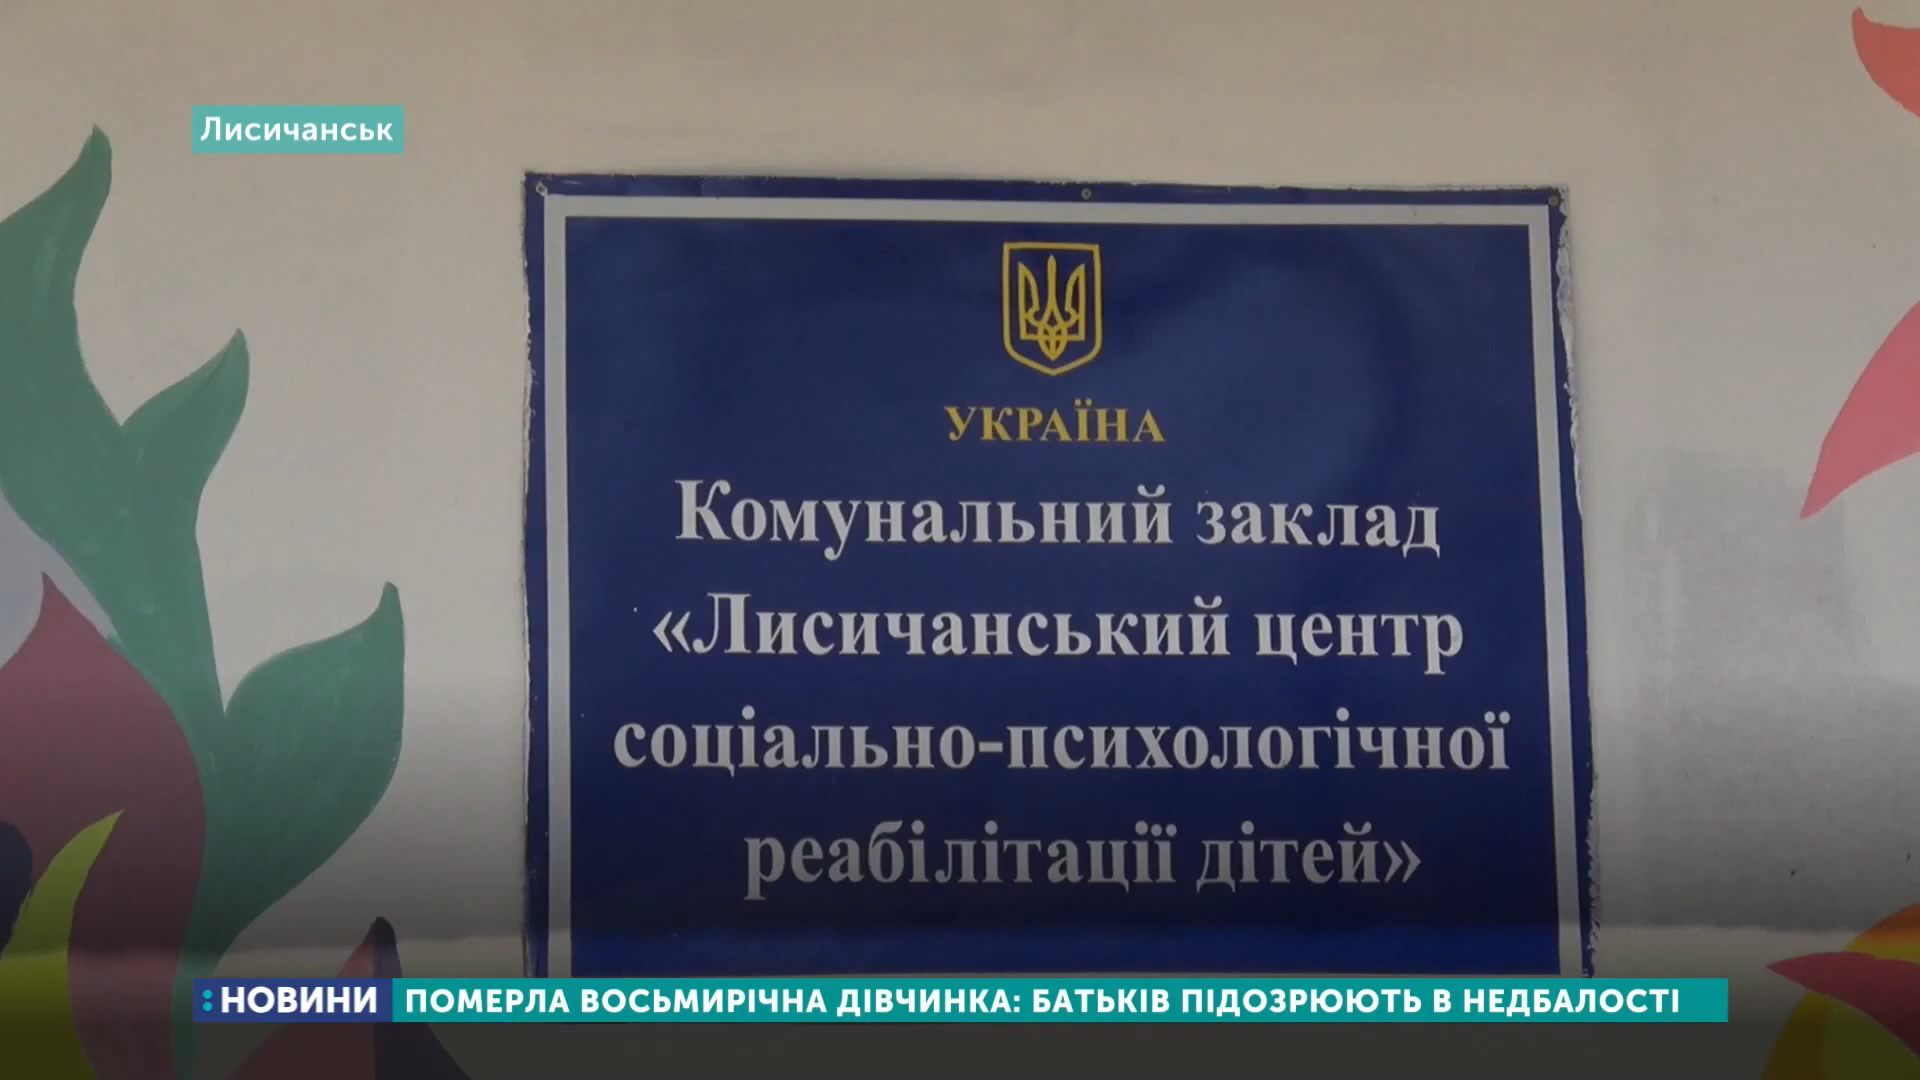 Лисичанськ
УКРАЇНА
Комунальний заклад
«Лисичанський центр
соціально-психологічної
реабілітації дітей»
:НОВИНИ ПОМЕРЛА ВОСЬМИРІЧНА ДІВЧИНКА: БАТЬКІВ ПІДОЗРЮЮТЬ В НЕДБАЛОСТІ